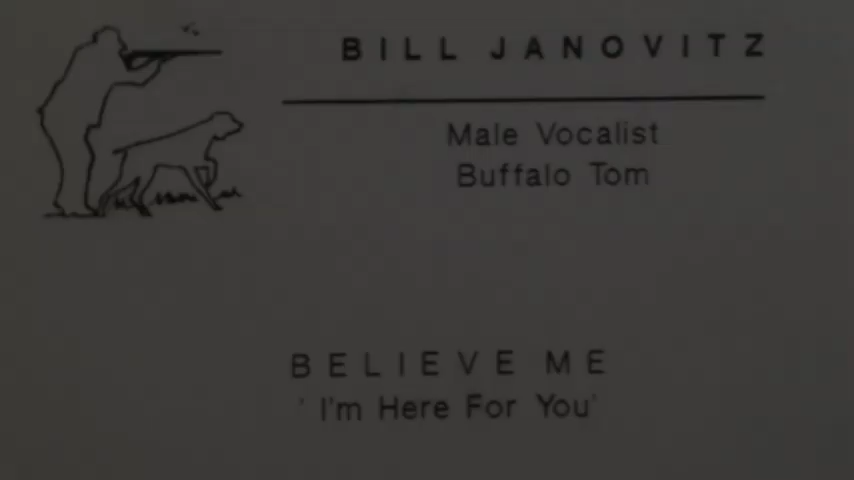 BILL JANOVITZ
Male Vocalist
Buffalo Tom
BELIEVE ME
'I'm Here For You'